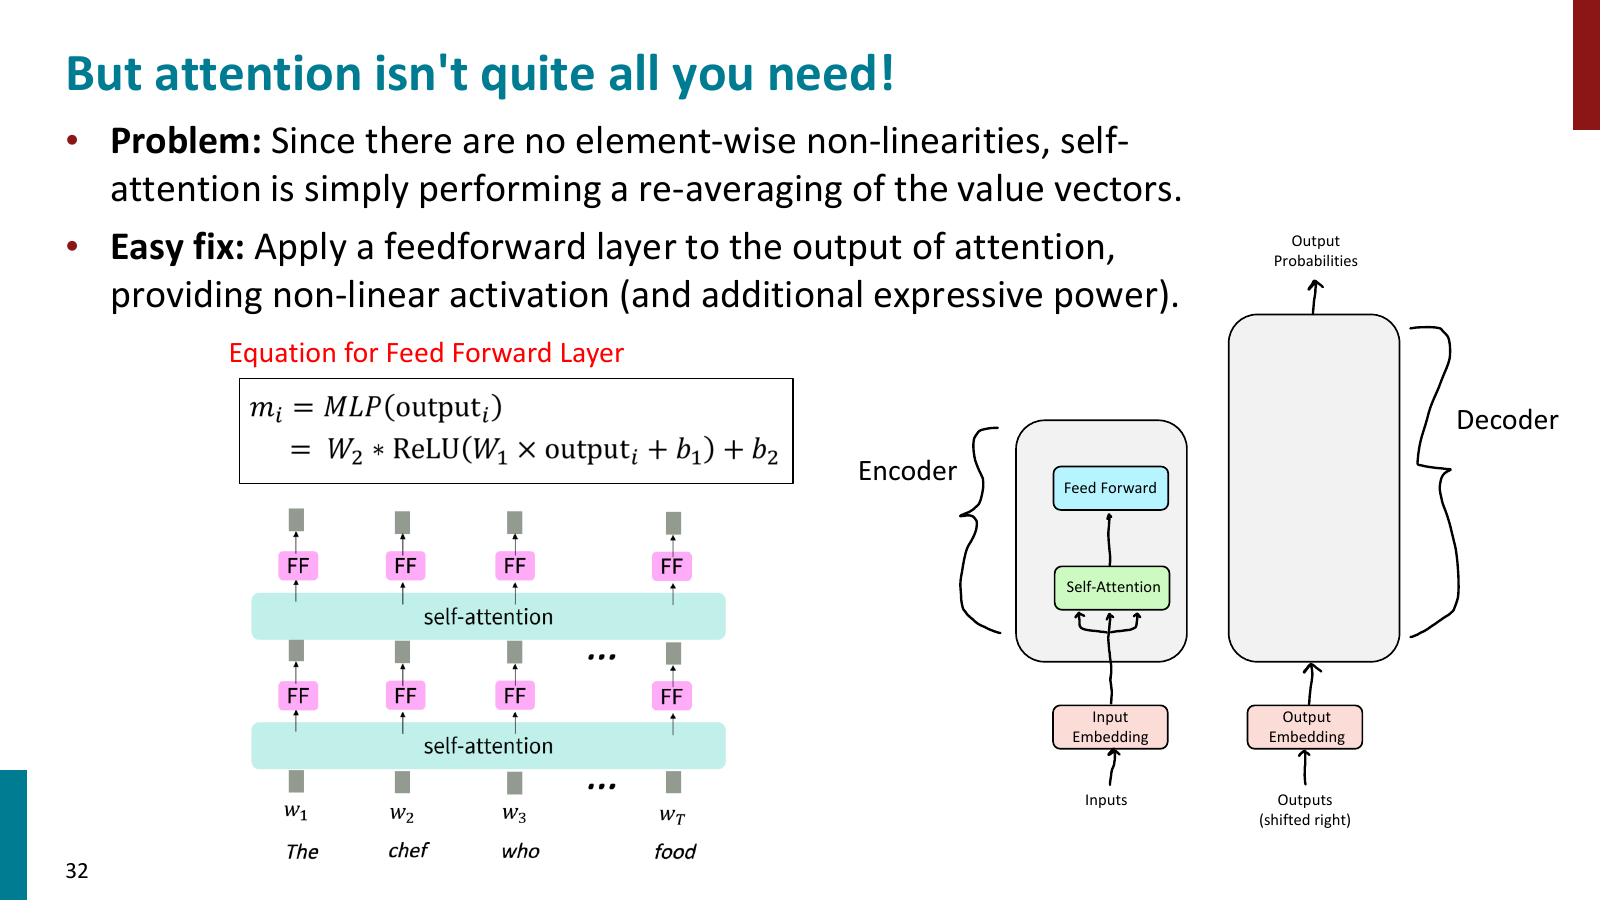 But attention isn't quite all you need!
• Problem: Since there are no element-wise non-linearities, self-
attention is simply performing a re-averaging of the value vectors.
• Easy fix: Apply a feedforward layer to the output of attention,
providing non-linear activation (and additional expressive power).
Equation for Feed Forward Layer
m_i = MLP(output_i)
= W_2 * ReLU(W_1 × output_i + b_1) + b_2
FF FF FF FF
self-attention
...
FF FF FF FF
self-attention
...
w_1 w_2 w_3 w_T
The chef who food
Encoder
Feed Forward
Self-Attention
Input
Embedding
Inputs
Output
Probabilities
Decoder
Output
Embedding
Outputs
(shifted right)
32